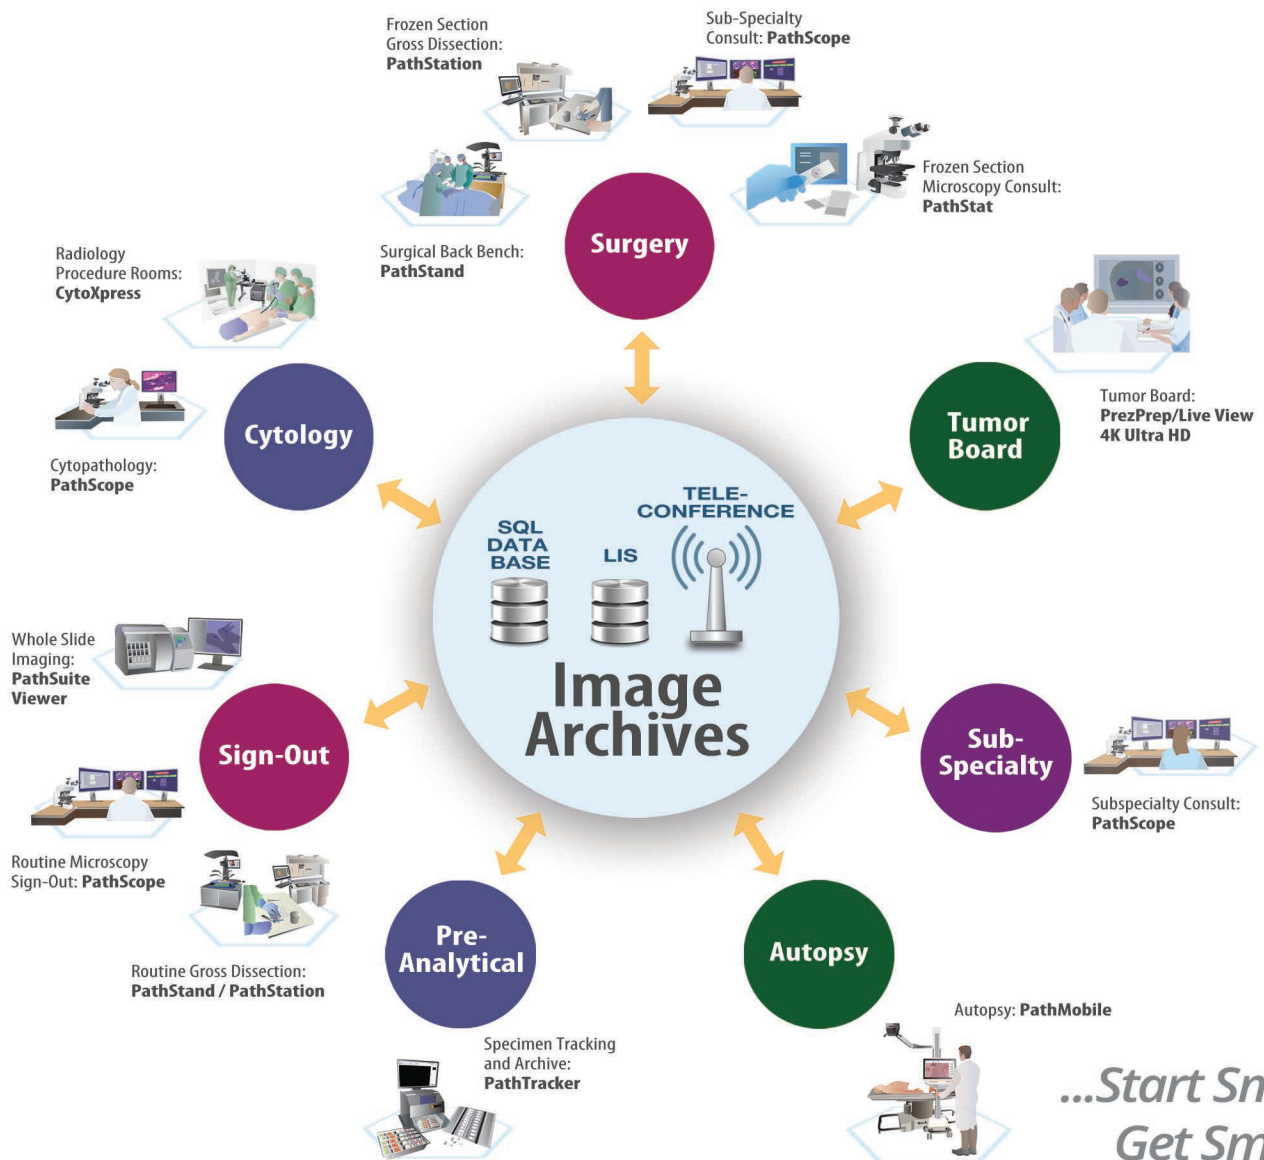 Frozen Section
Gross Dissection:
PathStation
Sub-Specialty
Consult: PathScope
Frozen Section
Microscopy Consult:
PathStat
Surgical Back Bench:
PathStand
Surgery
Radiology
Procedure Rooms:
CytoXpress
Cytopathology:
PathScope
Cytology
Tumor
Board
Tumor Board:
PrezPrep/Live View
4K Ultra HD
SQL
DATA
BASE
LIS
TELE-
CONFERENCE
Image
Archives
Whole Slide
Imaging:
PathSuite
Viewer
Sign-Out
Routine Microscopy
Sign-Out: PathScope
Routine Gross Dissection:
PathStand / PathStation
Sub-
Specialty
Subspecialty Consult:
PathScope
Pre-
Analytical
Specimen Tracking
and Archive:
PathTracker
Autopsy
Autopsy: PathMobile
...Start
Get